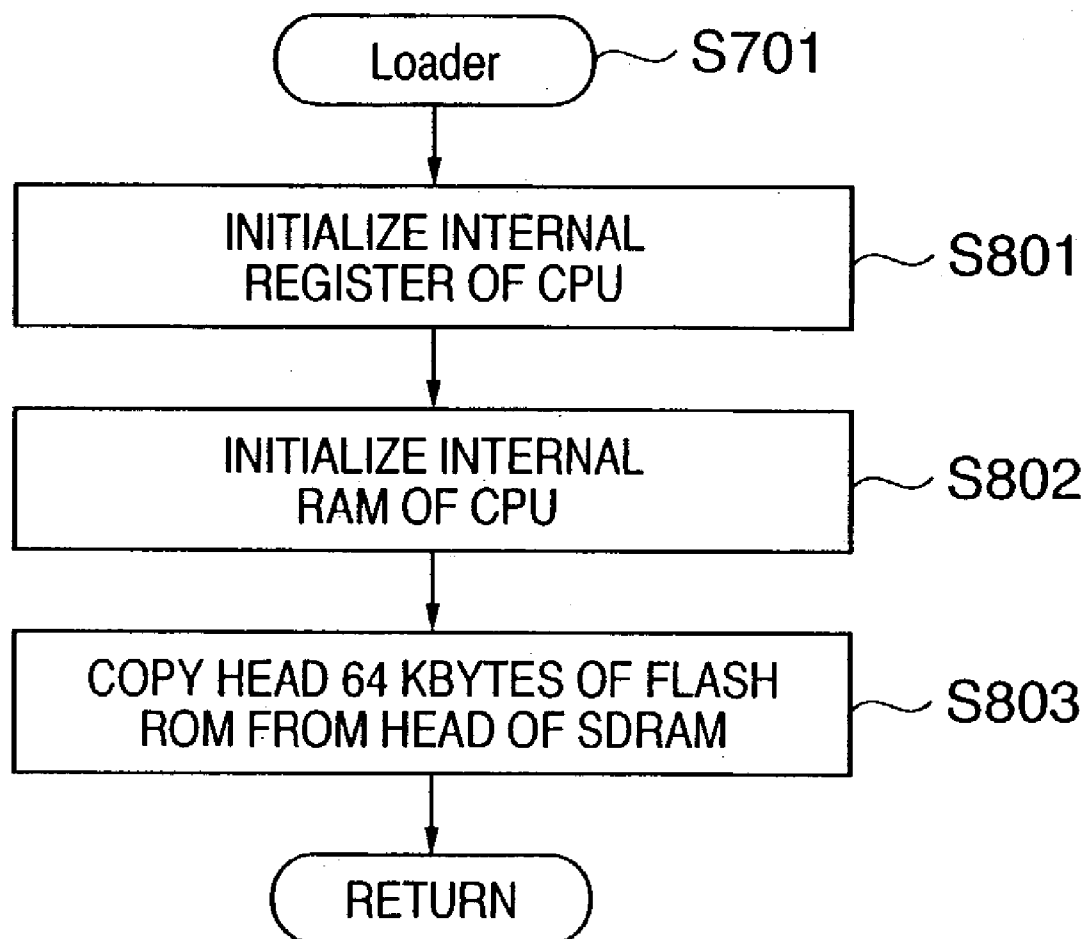 Loader
S701
INITIALIZE INTERNAL
REGISTER OF CPU
S801
INITIALIZE INTERNAL
RAM OF CPU
S802
COPY HEAD 64 KBYTES OF FLASH
ROM FROM HEAD OF SDRAM
S803
RETURN